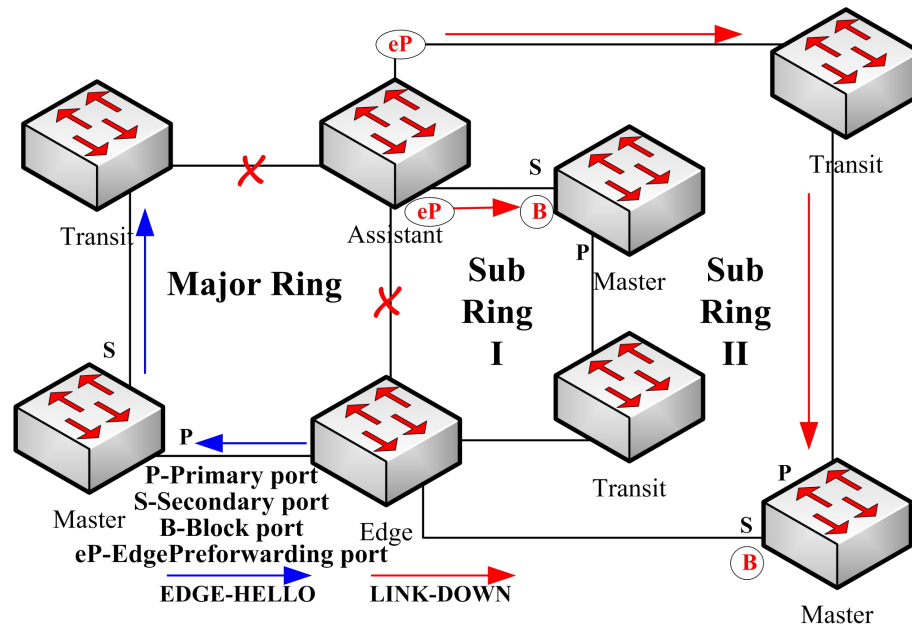 eP
Transit
S
eP
B
Transit
Assistant
P
Master
Major Ring
Sub
Ring
I
Sub
Ring
II
S
P
P-Primary port
S-Secondary port
B-Block port
eP-EdgePreforwarding port
Master
Edge
Transit
P
S
B
EDGE-HELLO
LINK-DOWN
Master